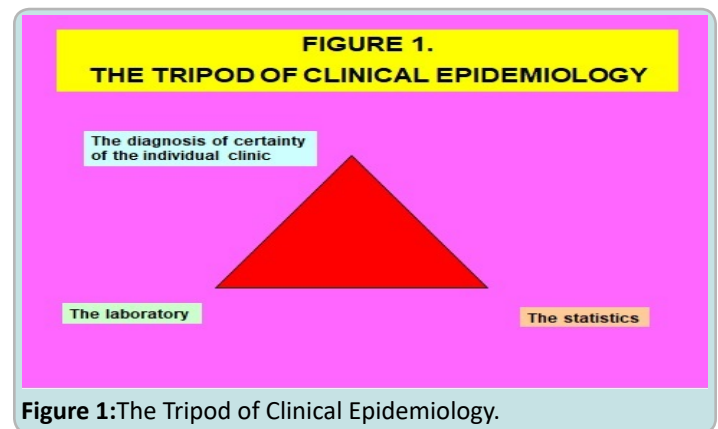 FIGURE 1.
THE TRIPOD OF CLINICAL EPIDEMIOLOGY
The diagnosis of certainty
of the individual clinic
The laboratory
The statistics
Figure 1:The Tripod of Clinical Epidemiology.